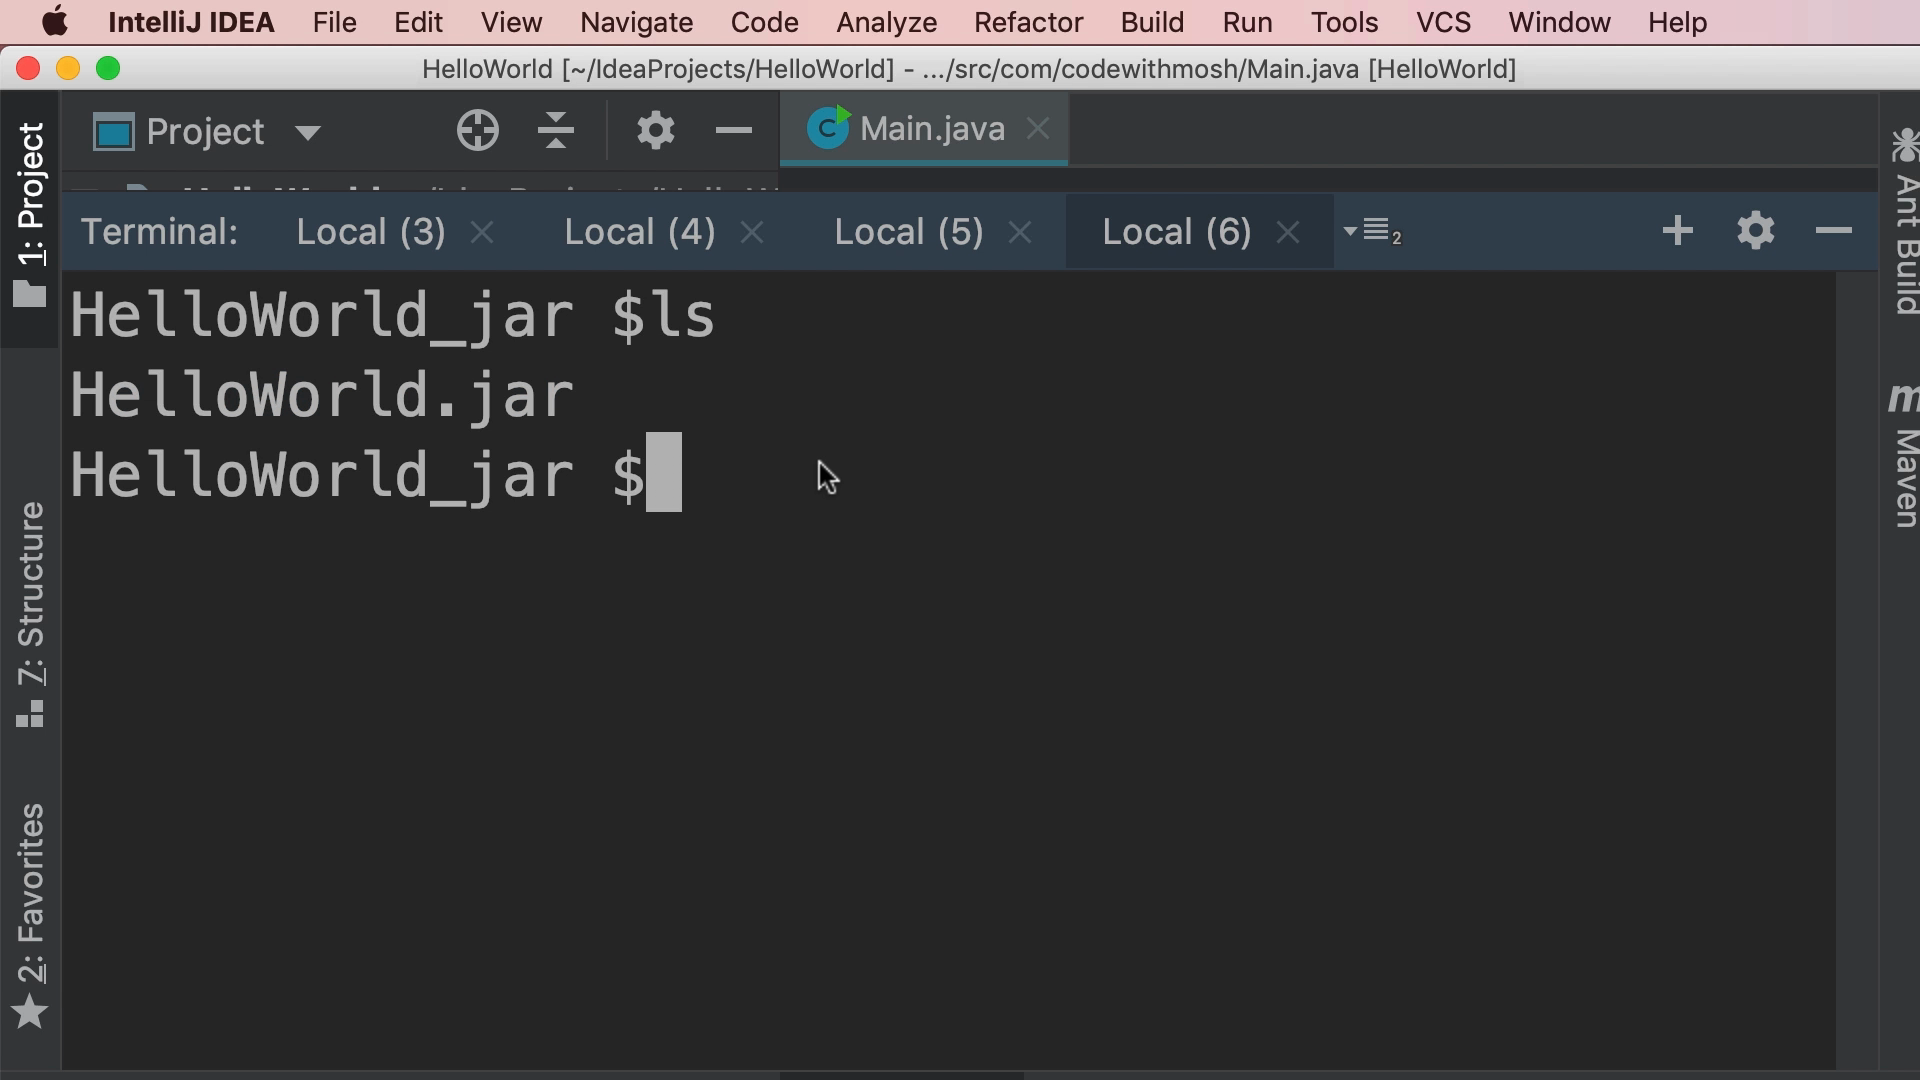 IntelliJ IDEA File Edit View Navigate Code Analyze Refactor Build Run Tools VCS Window Help
HelloWorld [~/IdeaProjects/HelloWorld] - .../src/com/codewithmosh/Main.java [HelloWorld]
Project
Main.java
Terminal: Local (3) Local (4) Local (5) Local (6) 2
HelloWorld_jar $ls
HelloWorld.jar
HelloWorld_jar $
1: Project
7: Structure
2: Favorites
Ant Build
m
Maven